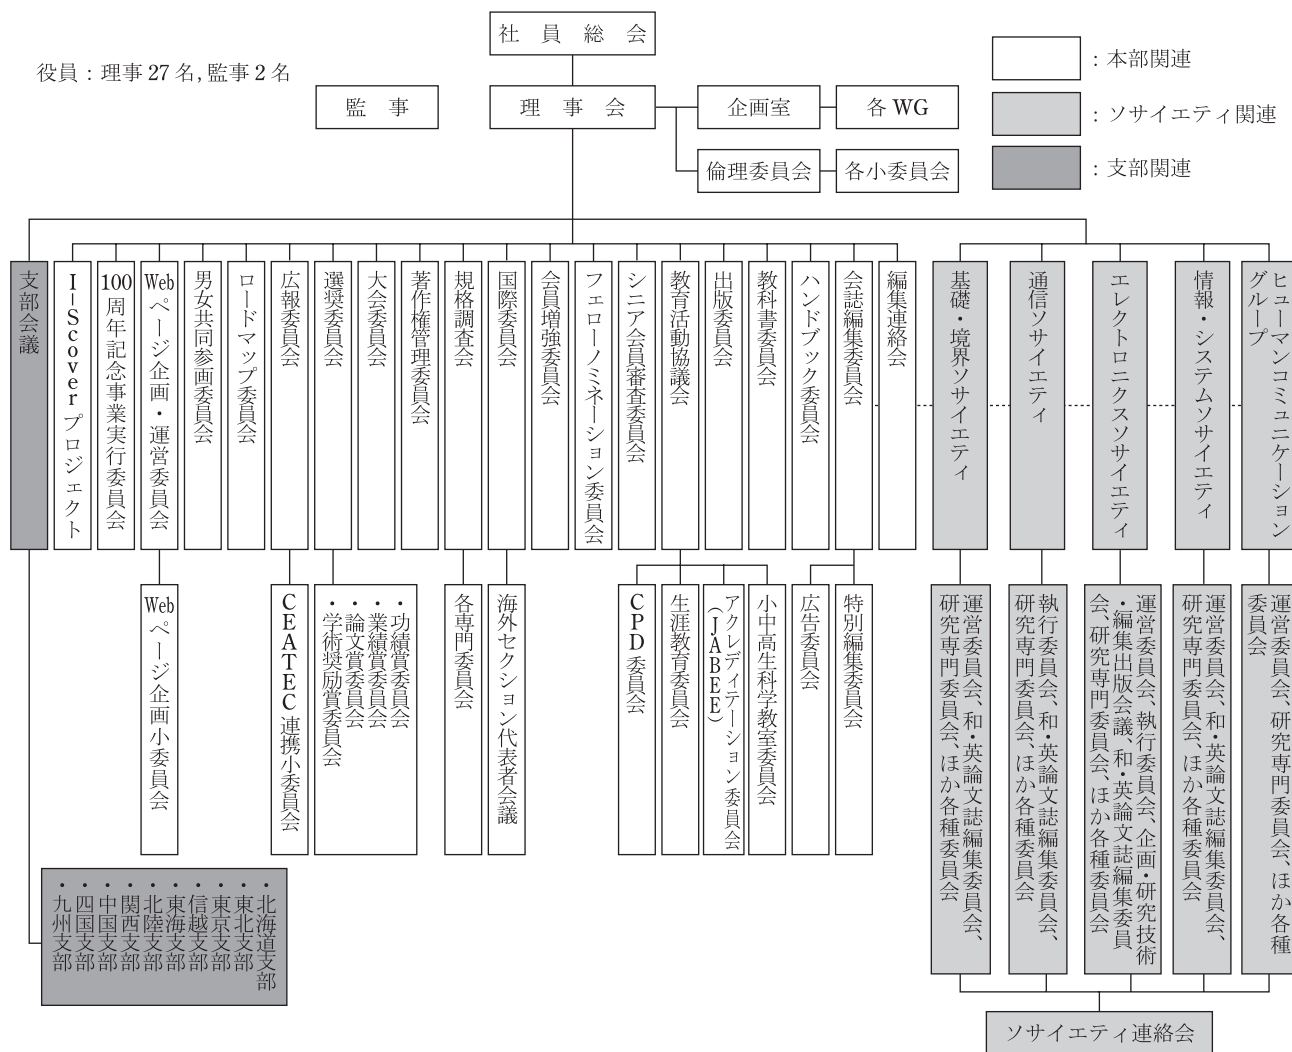 社員総会
役員：理事27名,監事2名
監事
理事会
企画室
各WG
倫理委員会
各小委員会
：本部関連
：ソサイエティ関連
：支部関連
支部会議
I-Scoverプロジェクト
100周年記念事業実行委員会
Webページ企画・運営委員会
男女共同参画委員会
ロードマップ委員会
広報委員会
選奨委員会
大会委員会
著作権管理委員会
規格調査会
国際委員会
会員増強委員会
フェローノミネーション委員会
シニア会員審査委員会
教育活動協議会
出版委員会
教科書委員会
ハンドブック委員会
会誌編集委員会
編集連絡会
基礎・境界ソサイエティ
通信ソサイエティ
エレクトロニクスソサイエティ
情報・システムソサイエティ
ヒューマンコミュニケーション
グループ
Webページ企画小委員会
CEATEC連携小委員会
・功績賞委員会
・業績賞委員会
・論文賞委員会
・学術奨励賞委員会
各専門委員会
海外セクション代表者会議
CPD委員会
生涯教育委員会
アクレディテーション委員会
(JABEE)
小中高生科学教室委員会
広告委員会
特別編集委員会
運営委員会、和・英論文誌編集委員会、
研究専門委員会、ほか各種委員会
執行委員会、和・英論文誌編集委員会、
研究専門委員会、ほか各種委員会
運営委員会、執行委員会、企画・研究技術
・編集出版会議、和・英論文誌編集委員
会、研究専門委員会、ほか各種委員会
運営委員会、和・英論文誌編集委員会、
研究専門委員会、ほか各種委員会
運営委員会、研究専門委員会、ほか各種
委員会
・北海道支部
・東北支部
・東京支部
・信越支部
・東海支部
・北陸支部
・関西支部
・中国支部
・四国支部
・九州支部
ソサイエティ連絡会